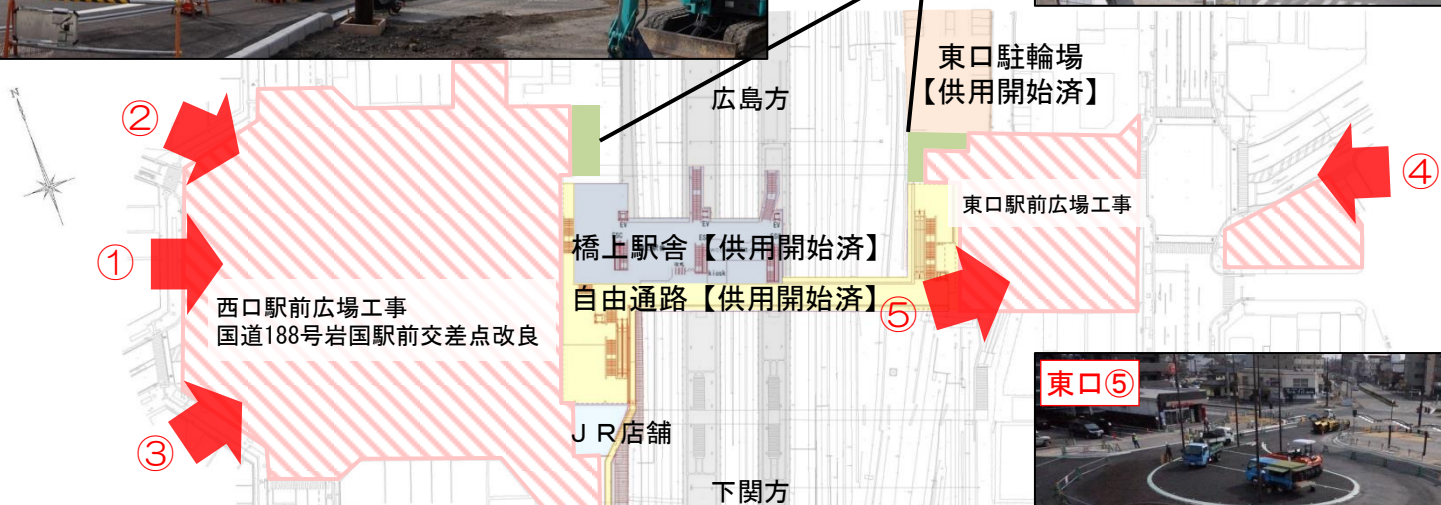 東口駐輪場
【供用開始済】
広島方
N
②
④
東口駅前広場工事
EV
EV
EV
橋上駅舎【供用開始済】
kiosk
①
自由通路【供用開始済】
⑤
西口駅前広場工事
国道188号岩国駅前交差点改良
東口⑤
ＪＲ店舗
③
下関方